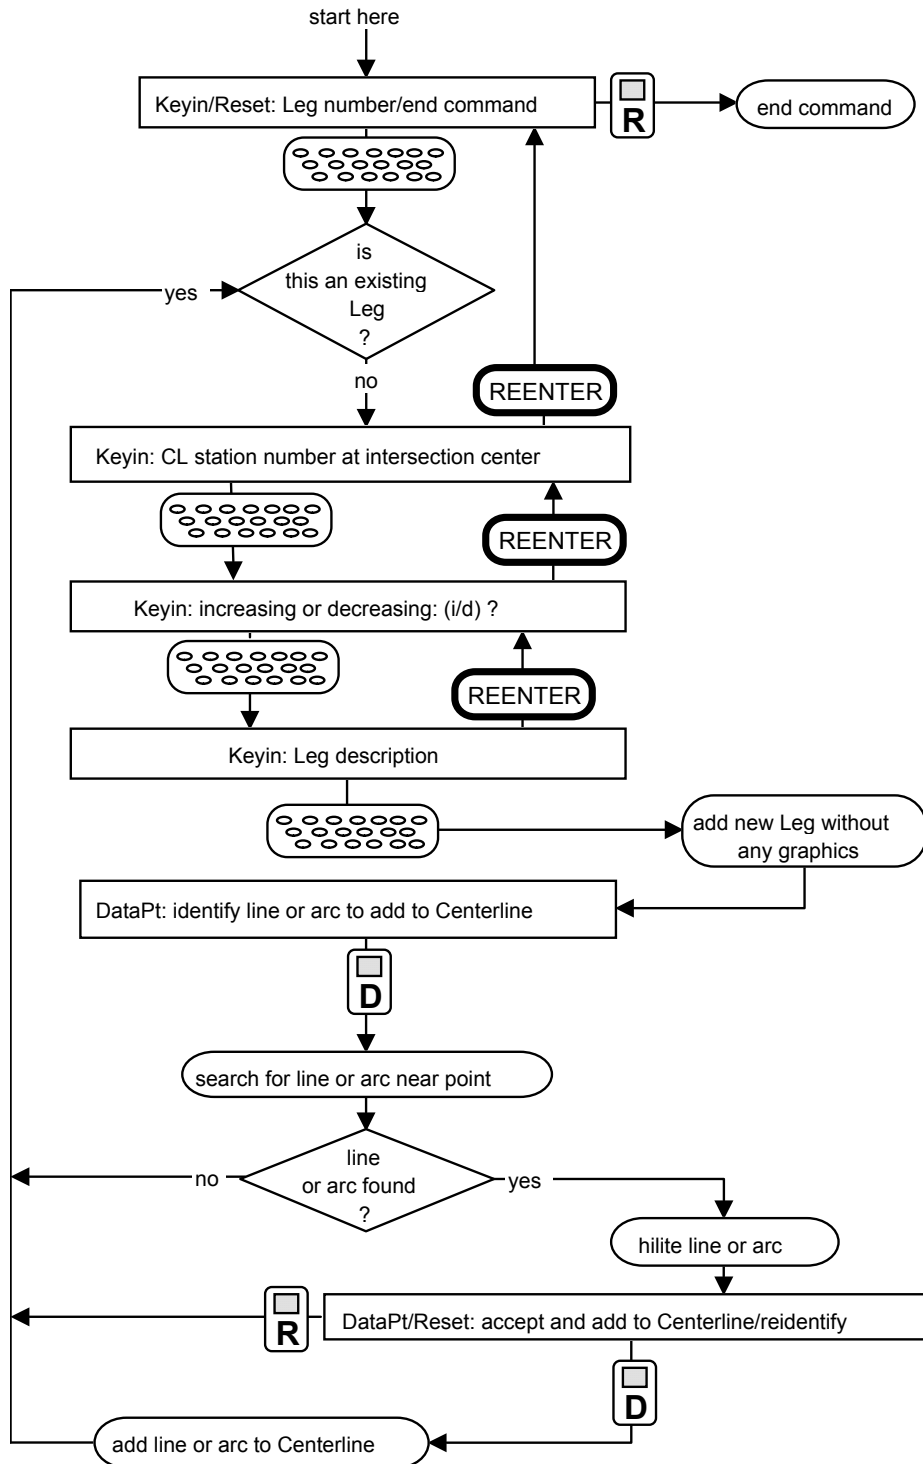 start here
Keyin/Reset: Leg number/end command
R
end command
is
this an existing
Leg
?
yes
no
REENTER
Keyin: CL station number at intersection center
REENTER
Keyin: increasing or decreasing: (i/d) ?
REENTER
Keyin: Leg description
add new Leg without
any graphics
DataPt: identify line or arc to add to Centerline
D
search for line or arc near point
line
or arc found
?
no
yes
hilite line or arc
R
DataPt/Reset: accept and add to Centerline/reidentify
D
add line or arc to Centerline